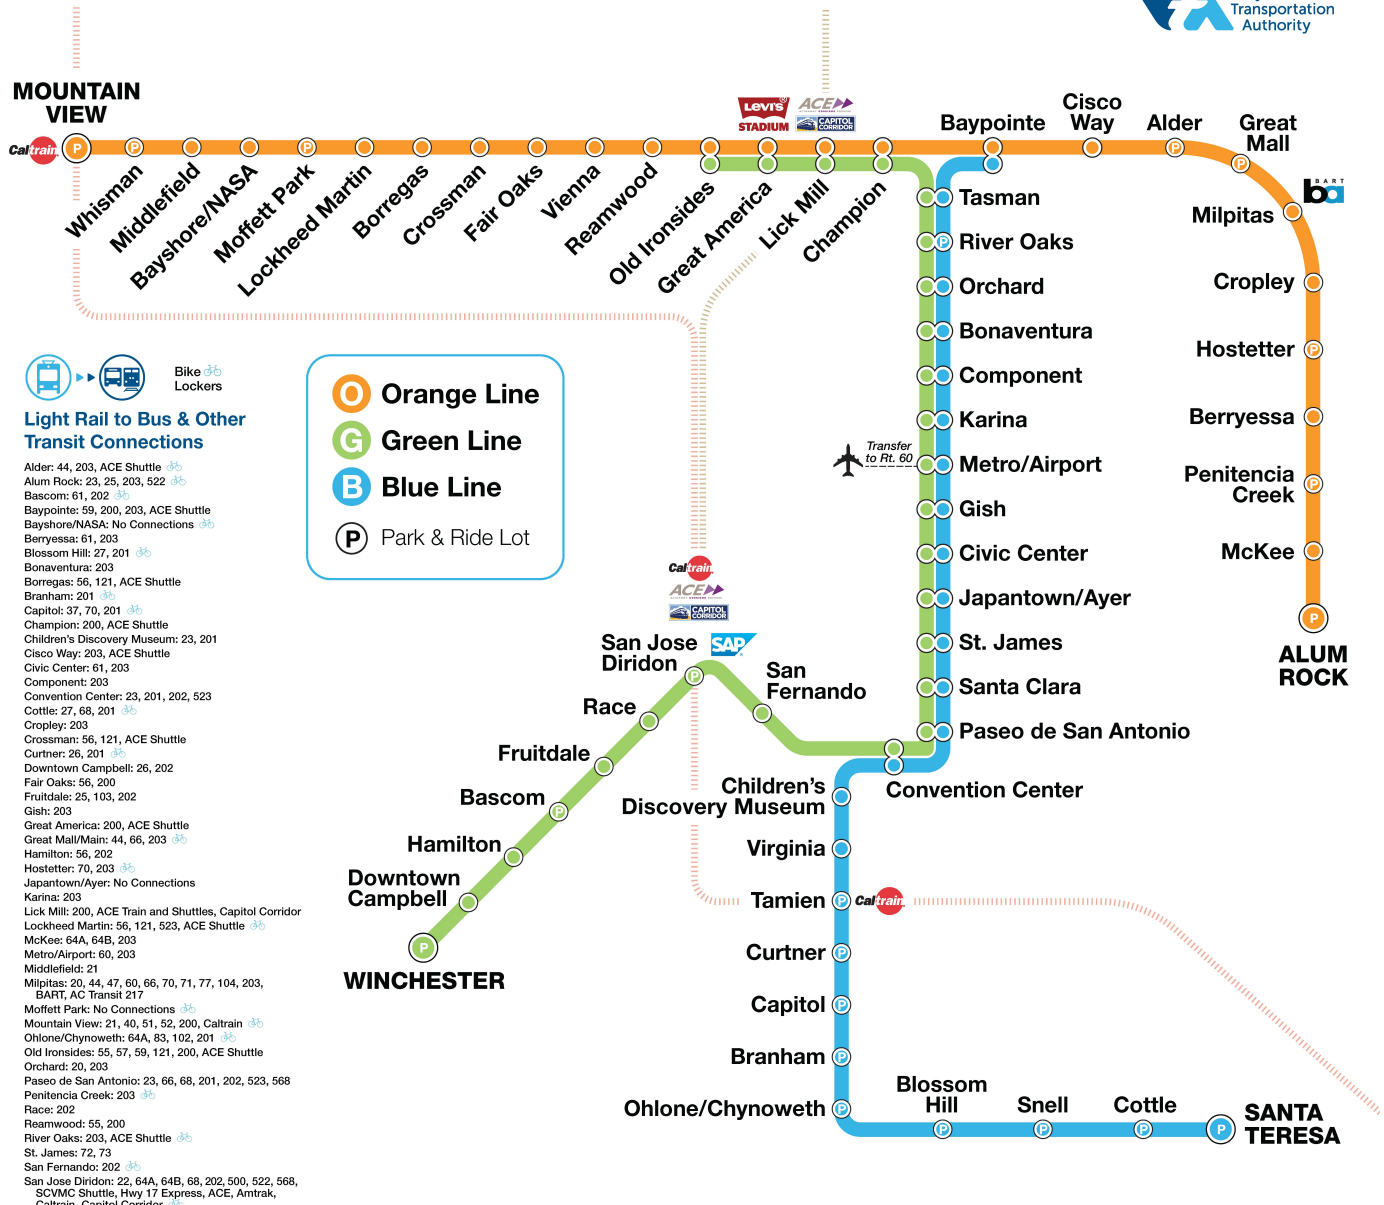 Transportation
Authority
MOUNTAIN
VIEW
Caltrain
P
P
Whisman
Middlefield
Bayshore/NASA
P
Moffett Park
Lockheed Martin
Borregas
Crossman
Fair Oaks
Vienna
Reamwood
Old Ironsides
LEVI'S
STADIUM
Great America
ACE
CAPITOL
CORRIDOR
Lick Mill
Champion
Baypointe
Cisco
Way
Alder
P
Great
Mall
P
BART
ba
Milpitas
Cropley
Hostetter
P
Berryessa
Penitencia
Creek
P
McKee
P
ALUM
ROCK
Tasman
P
River Oaks
Orchard
Bonaventura
Component
Karina
Transfer
to Rt. 60
Metro/Airport
Gish
Civic Center
Japantown/Ayer
St. James
Santa Clara
Paseo de San Antonio
Convention Center
O Orange Line
G Green Line
B Blue Line
P Park & Ride Lot
Caltrain
ACE
CAPITOL
CORRIDOR
San Jose
Diridon
SAP
P
San
Fernando
Race
Fruitdale
Bascom
P
Hamilton
Downtown
Campbell
P
WINCHESTER
Children's
Discovery Museum
Virginia
Tamien
P
Caltrain
Curtner
P
Capitol
P
Branham
P
Ohlone/Chynoweth
P
Blossom
Hill
P
Snell
P
Cottle
P
P
SANTA
TERESA
Bike
Lockers
Light Rail to Bus & Other
Transit Connections
Alder: 44, 203, ACE Shuttle
Alum Rock: 23, 25, 203, 522
Bascom: 61, 202
Baypointe: 59, 200, 203, ACE Shuttle
Bayshore/NASA: No Connections
Berryessa: 61, 203
Blossom Hill: 27, 201
Bonaventura: 203
Borregas: 56, 121, ACE Shuttle
Branham: 201
Capitol: 37, 70, 201
Champion: 200, ACE Shuttle
Children's Discovery Museum: 23, 201
Cisco Way: 203, ACE Shuttle
Civic Center: 61, 203
Component: 203
Convention Center: 23, 201, 202, 523
Cottle: 27, 68, 201
Cropley: 203
Crossman: 56, 121, ACE Shuttle
Curtner: 26, 201
Downtown Campbell: 26, 202
Fair Oaks: 56, 200
Fruitdale: 25, 103, 202
Gish: 203
Great America: 200, ACE Shuttle
Great Mall/Main: 44, 66, 203
Hamilton: 56, 202
Hostetter: 70, 203
Japantown/Ayer: No Connections
Karina: 203
Lick Mill: 200, ACE Train and Shuttles, Capitol Corridor
Lockheed Martin: 56, 121, 523, ACE Shuttle
McKee: 64A, 64B, 203
Metro/Airport: 60, 203
Middlefield: 21
Milpitas: 20, 44, 47, 60, 66, 70, 71, 77, 104, 203,
BART, AC Transit 217
Moffett Park: No Connections
Mountain View: 21, 40, 51, 52, 200, Caltrain
Ohlone/Chynoweth: 64A, 83, 102, 201
Old Ironsides: 55, 57, 59, 121, 200, ACE Shuttle
Orchard: 20, 203
Paseo de San Antonio: 23, 66, 68, 201, 202, 523, 568
Penitencia Creek: 203
Race: 202
Reamwood: 55, 200
River Oaks: 203, ACE Shuttle
St. James: 72, 73
San Fernando: 202
San Jose Diridon: 22, 64A, 64B, 68, 202, 500, 522, 568,
SCVMC Shuttle, Hwy 17 Express, ACE, Amtrak,
Caltrain, Capitol Corridor